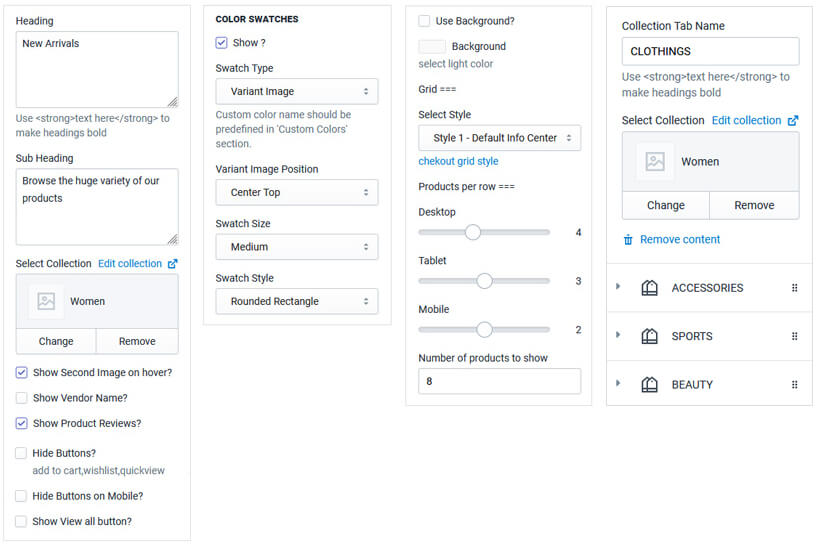 Heading
New Arrivals
Use <strong>text here</strong> to
make headings bold
Sub Heading
Browse the huge variety of our
products
Select Collection Edit collection
Women
Change Remove
Show Second Image on hover?
Show Vendor Name?
Show Product Reviews?
Hide Buttons?
add to cart,wishlist,quickview
Hide Buttons on Mobile?
Show View all button?
COLOR SWATCHES
Show ?
Swatch Type
Variant Image
Custom color name should be
predefined in 'Custom Colors'
section.
Variant Image Position
Center Top
Swatch Size
Medium
Swatch Style
Rounded Rectangle
Use Background?
Background
select light color
Grid ===
Select Style
Style 1 - Default Info Center
chekout grid style
Products per row ===
Desktop
4
Tablet
3
Mobile
2
Number of products to show
8
Collection Tab Name
CLOTHINGS
Use <strong>text here</strong> to
make headings bold
Select Collection Edit collection
Women
Change Remove
Remove content
ACCESSORIES
SPORTS
BEAUTY